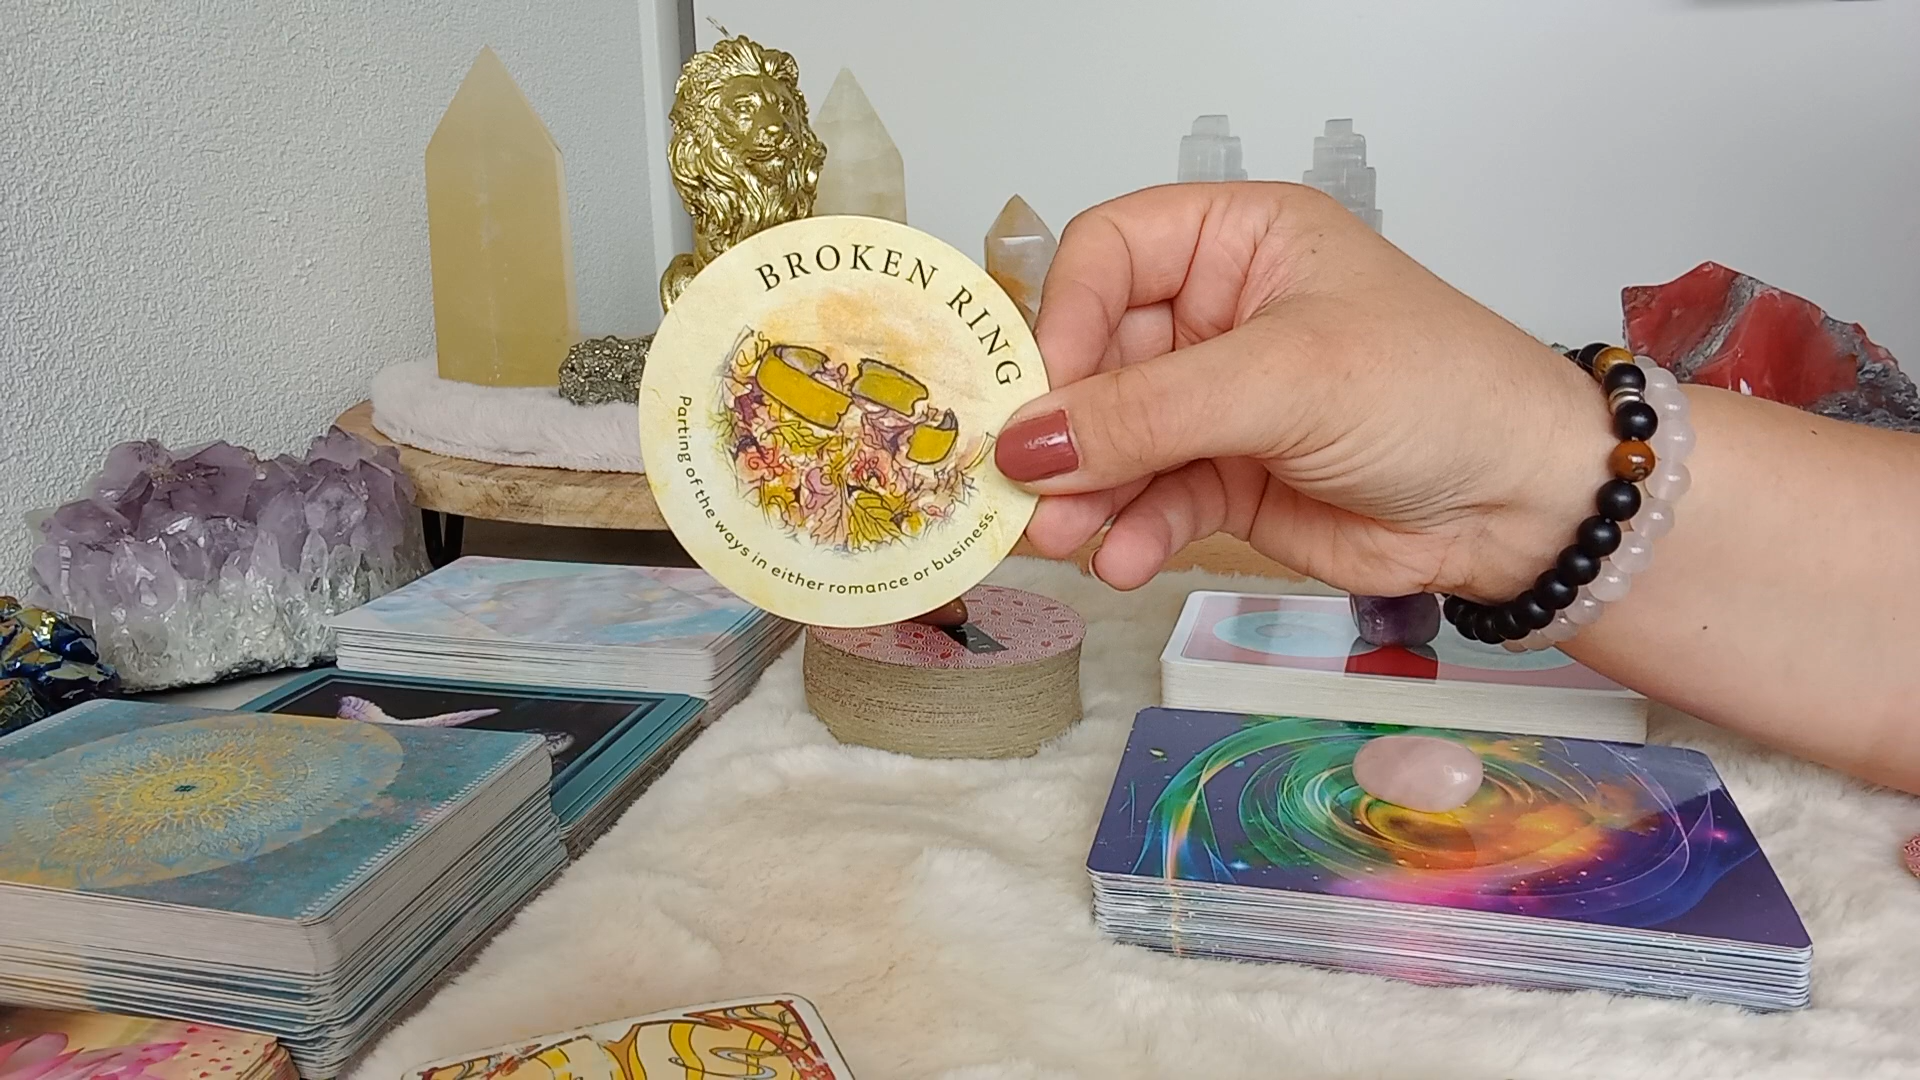 BROKEN RING
Parting of the ways in either romance or business.